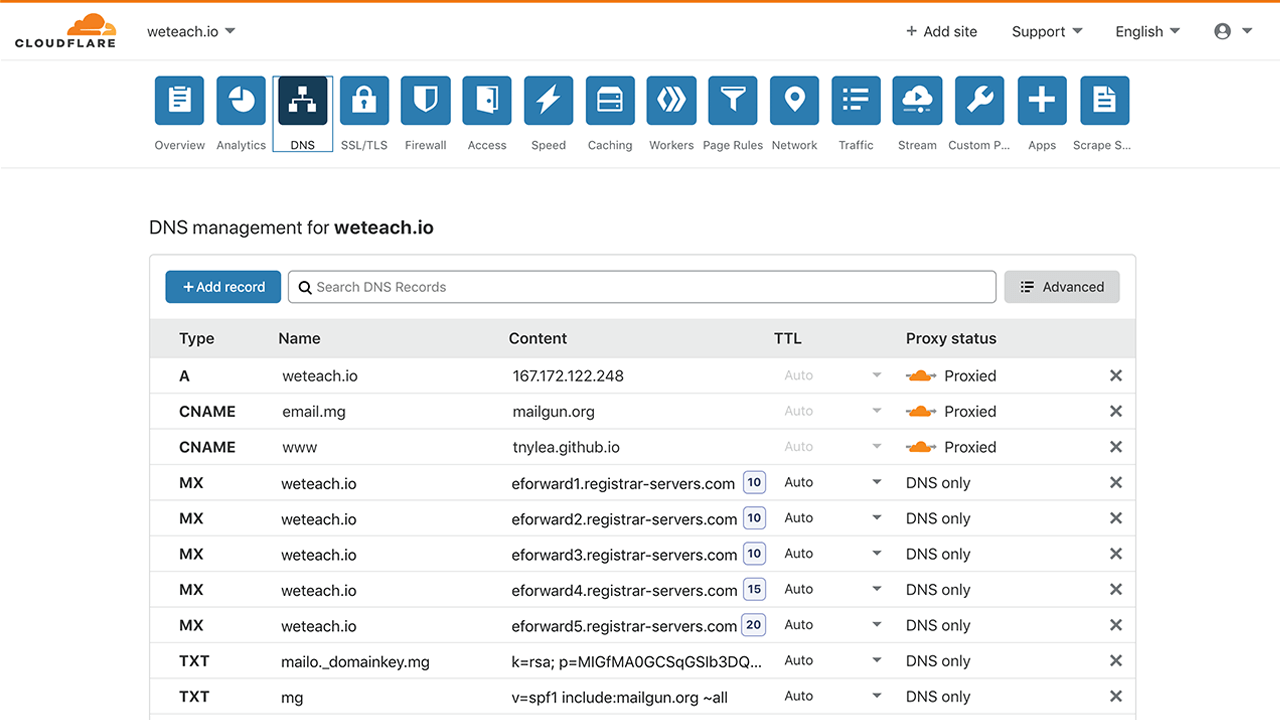 CLOUDFLARE weteach.io + Add site Support English
Overview Analytics DNS SSL/TLS Firewall Access Speed Caching Workers Page Rules Network Traffic Stream Custom P... Apps Scrape S...
DNS management for weteach.io
+ Add record Search DNS Records Advanced
Type Name Content TTL Proxy status
A weteach.io 167.172.122.248 Auto Proxied
CNAME email.mg mailgun.org Auto Proxied
CNAME www tnylea.github.io Auto Proxied
MX weteach.io eforward1.registrar-servers.com 10 Auto DNS only
MX weteach.io eforward2.registrar-servers.com 10 Auto DNS only
MX weteach.io eforward3.registrar-servers.com 10 Auto DNS only
MX weteach.io eforward4.registrar-servers.com 15 Auto DNS only
MX weteach.io eforward5.registrar-servers.com 20 Auto DNS only
TXT mailo._domainkey.mg k=rsa; p=MIGfMA0GCSqGSIb3DQ... Auto DNS only
TXT mg v=spf1 include:mailgun.org ~all Auto DNS only